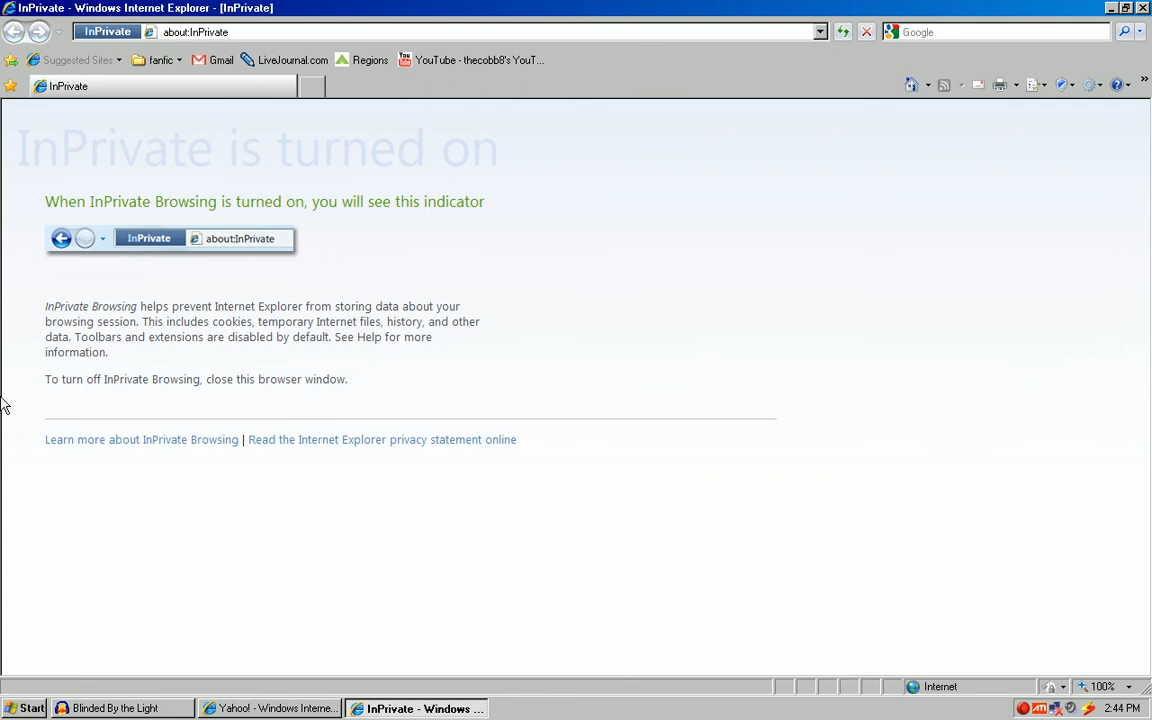 InPrivate - Windows Internet Explorer - [InPrivate]
InPrivate about:InPrivate Google
Suggested Sites fanfic Gmail LiveJournal.com Regions YouTube - thecobb8's YouT...
InPrivate
InPrivate is turned on
When InPrivate Browsing is turned on, you will see this indicator
InPrivate about:InPrivate
InPrivate Browsing helps prevent Internet Explorer from storing data about your
browsing session. This includes cookies, temporary Internet files, history, and other
data. Toolbars and extensions are disabled by default. See Help for more
information.
To turn off InPrivate Browsing, close this browser window.
Learn more about InPrivate Browsing | Read the Internet Explorer privacy statement online
Internet 100%
Start Blinded By the Light Yahoo! - Windows Interne... InPrivate - Windows ... ATI 2:44 PM